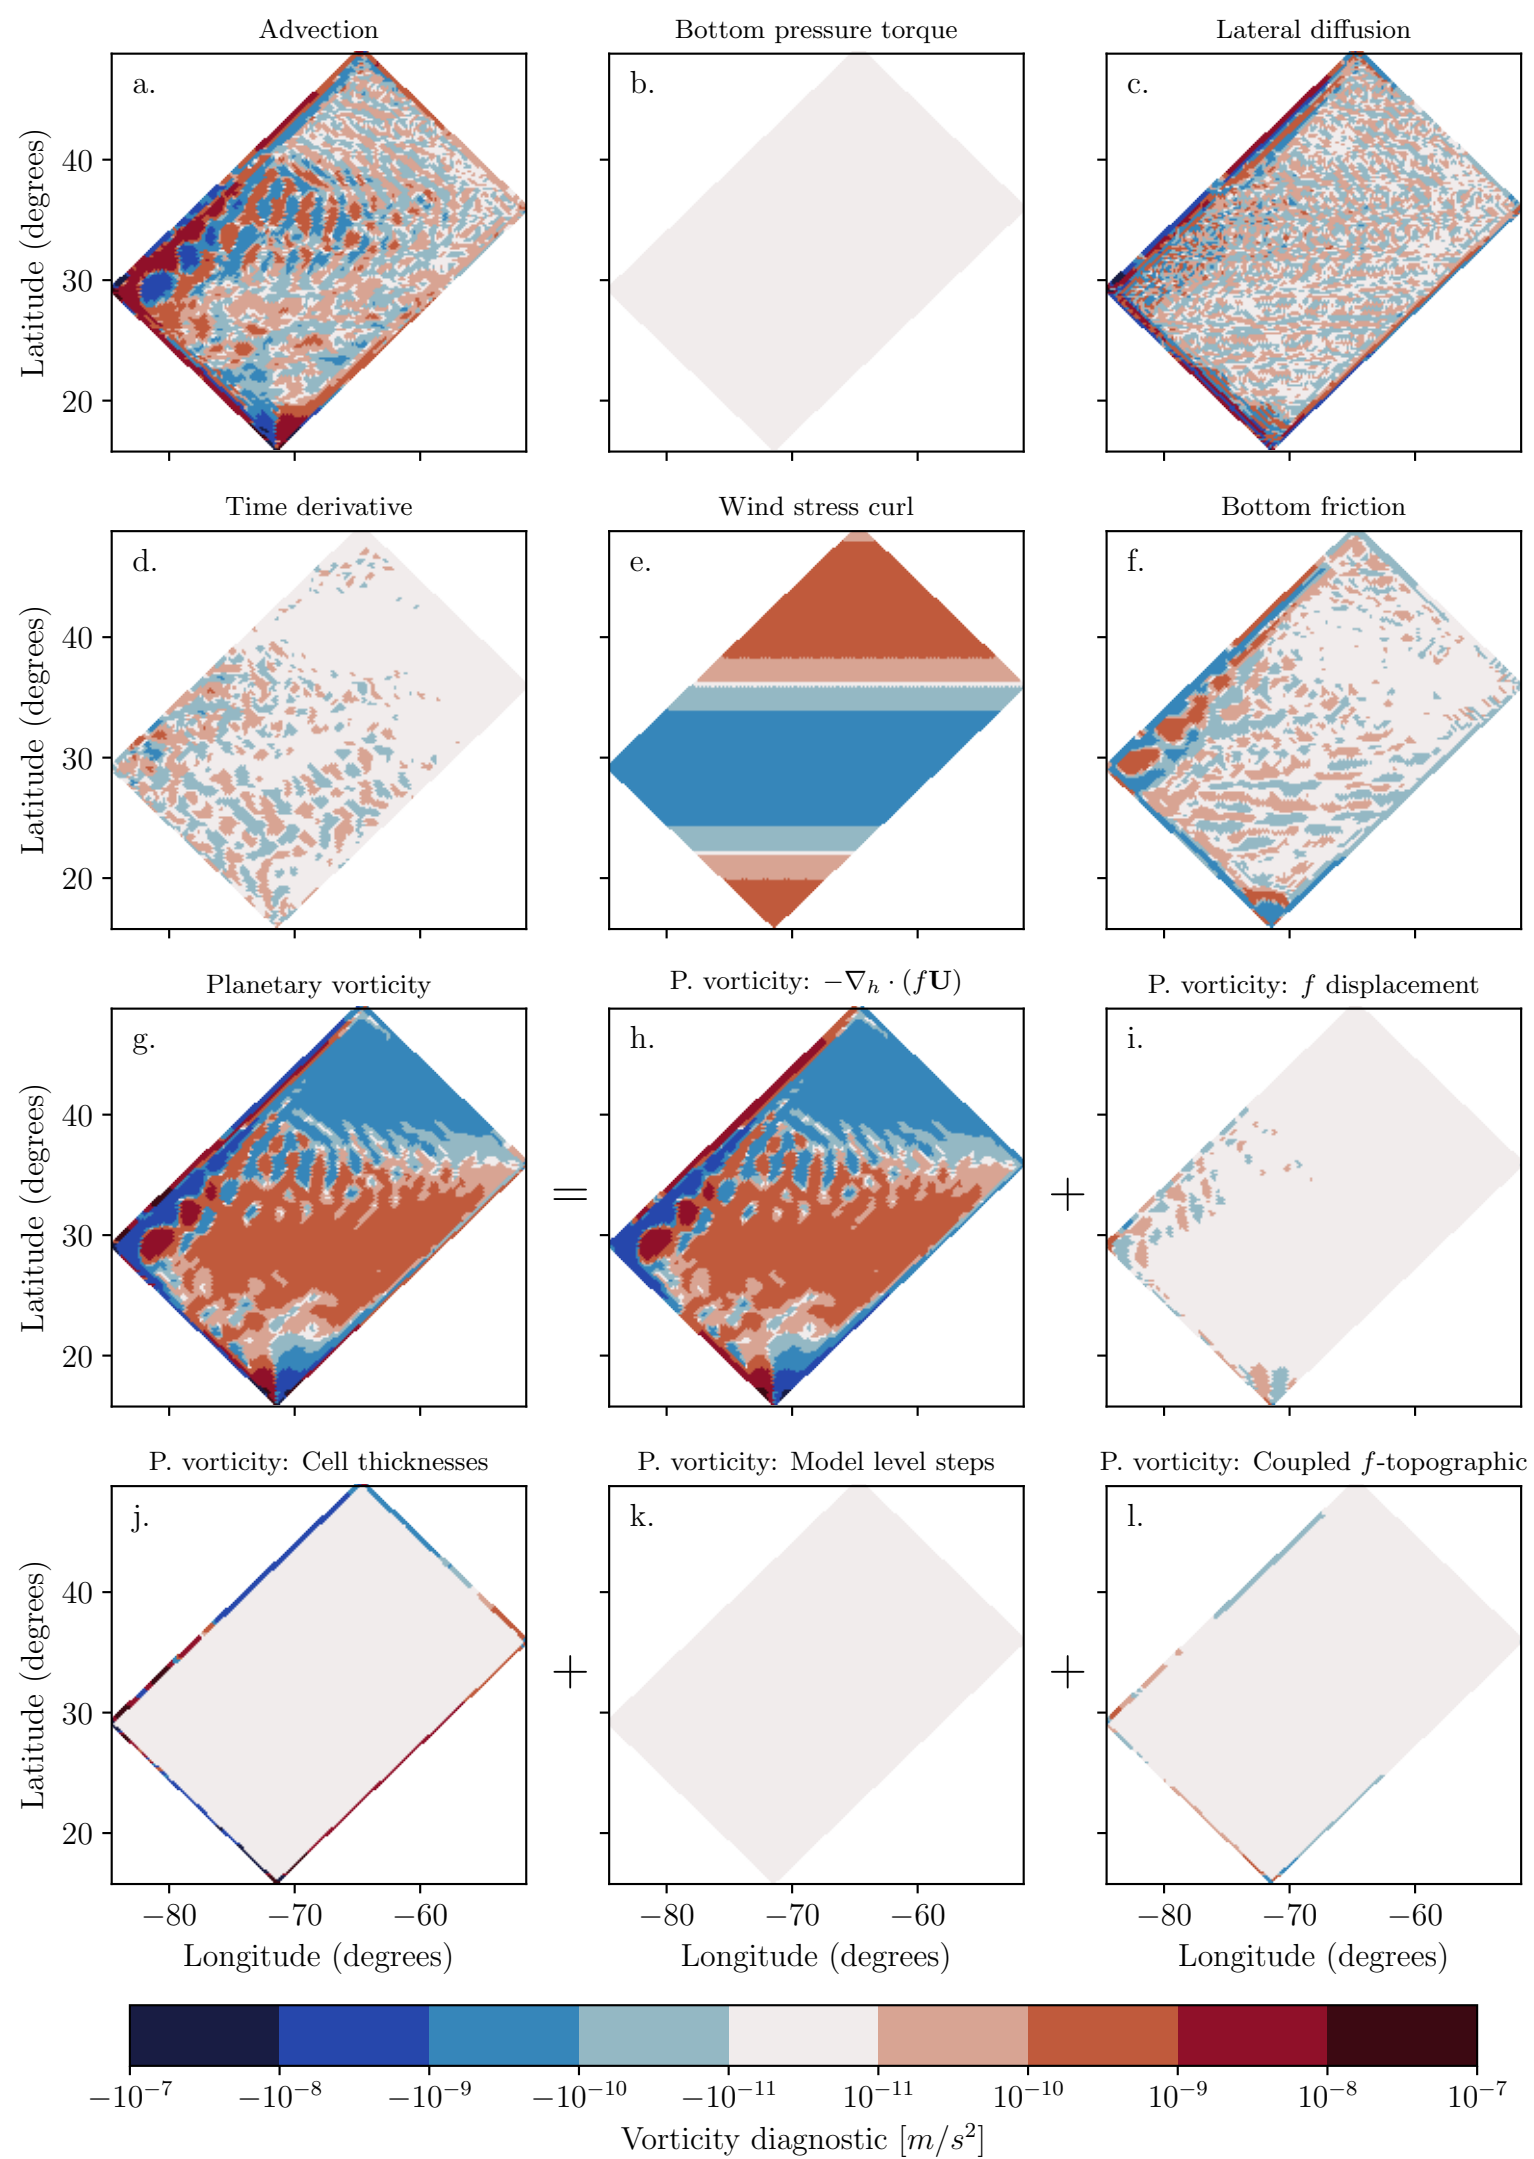 Advection
Bottom pressure torque
Lateral diffusion
a.
b.
c.
Latitude (degrees)
40
30
20
Time derivative
Wind stress curl
Bottom friction
d.
e.
f.
Latitude (degrees)
40
30
20
Planetary vorticity
P. vorticity: −∇ₕ · (fU)
P. vorticity: f displacement
g.
h.
i.
Latitude (degrees)
40
30
20
=
+
P. vorticity: Cell thicknesses
P. vorticity: Model level steps
P. vorticity: Coupled f-topographic
j.
k.
l.
Latitude (degrees)
40
30
20
+
+
−80 −70 −60
−80 −70 −60
−80 −70 −60
Longitude (degrees)
Longitude (degrees)
Longitude (degrees)
−10⁻⁷ −10⁻⁸ −10⁻⁹ −10⁻¹⁰ −10⁻¹¹ 10⁻¹¹ 10⁻¹⁰ 10⁻⁹ 10⁻⁸ 10⁻⁷
Vorticity diagnostic [m/s²]